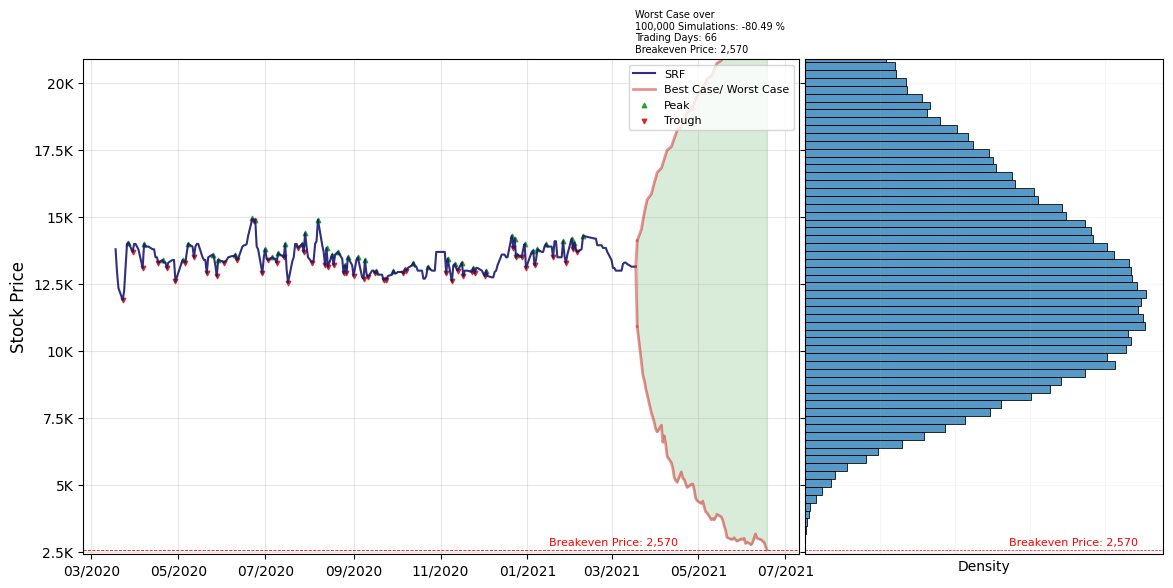 Worst Case over
100,000 Simulations: -80.49 %
Trading Days: 66
Breakeven Price: 2,570
SRF
Best Case/ Worst Case
Peak
Trough
Stock Price
20K
17.5K
15K
12.5K
10K
7.5K
5K
2.5K
Breakeven Price: 2,570
Breakeven Price: 2,570
03/2020
05/2020
07/2020
09/2020
11/2020
01/2021
03/2021
05/2021
07/2021
Density